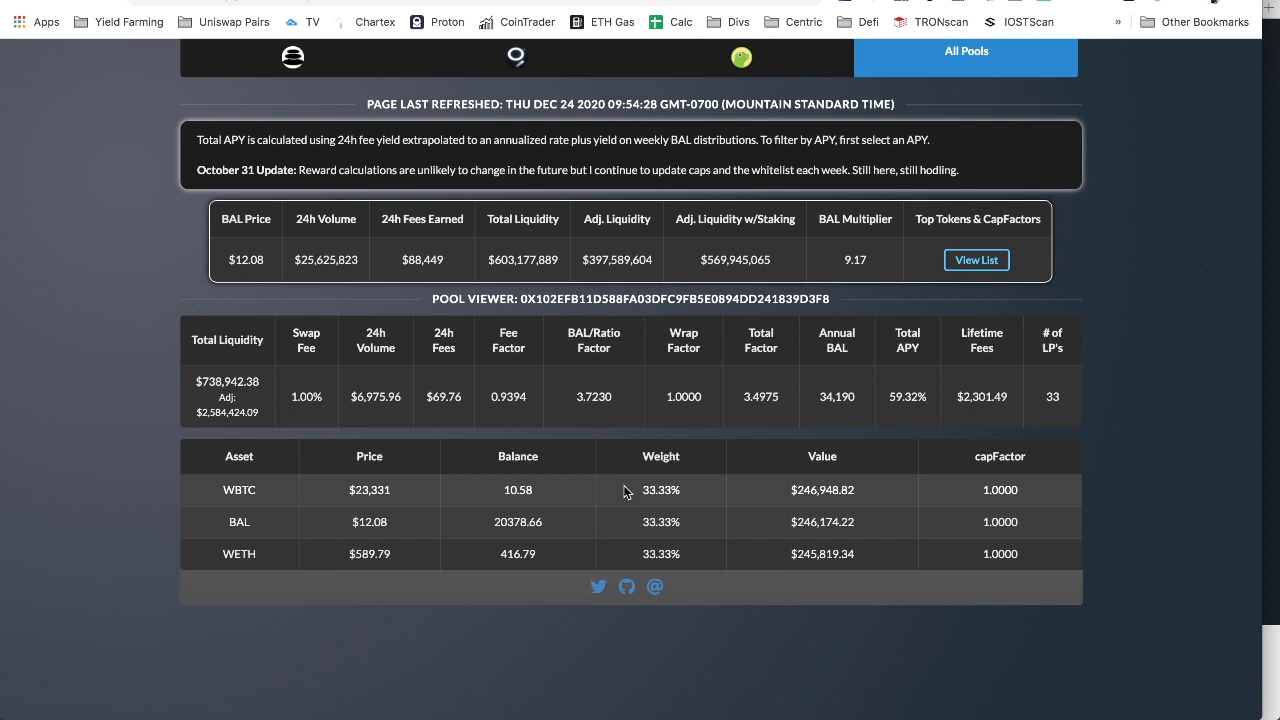 Apps Yield Farming Uniswap Pairs TV Chartex Proton CoinTrader ETH Gas Calc Divs Centric Defi TRONscan IOSTScan » Other Bookmarks
All Pools
PAGE LAST REFRESHED: THU DEC 24 2020 09:54:28 GMT-0700 (MOUNTAIN STANDARD TIME)
Total APY is calculated using 24h fee yield extrapolated to an annualized rate plus yield on weekly BAL distributions. To filter by APY, first select an APY.
October 31 Update: Reward calculations are unlikely to change in the future but I continue to update caps and the whitelist each week. Still here, still hodling.
BAL Price 24h Volume 24h Fees Earned Total Liquidity Adj. Liquidity Adj. Liquidity w/Staking BAL Multiplier Top Tokens & CapFactors
$12.08 $25,625,823 $88,449 $603,177,889 $397,589,604 $569,945,065 9.17 View List
POOL VIEWER: 0X102EFB11D588FA03DFC9FB5E0894DD241839D3F8
Total Liquidity Swap Fee 24h Volume 24h Fees Fee Factor BAL/Ratio Factor Wrap Factor Total Factor Annual BAL Total APY Lifetime Fees # of LP's
$738,942.38 Adj: $2,584,424.09 1.00% $6,975.96 $69.76 0.9394 3.7230 1.0000 3.4975 34,190 59.32% $2,301.49 33
Asset Price Balance Weight Value capFactor
WBTC $23,331 10.58 33.33% $246,948.82 1.0000
BAL $12.08 20378.66 33.33% $246,174.22 1.0000
WETH $589.79 416.79 33.33% $245,819.34 1.0000